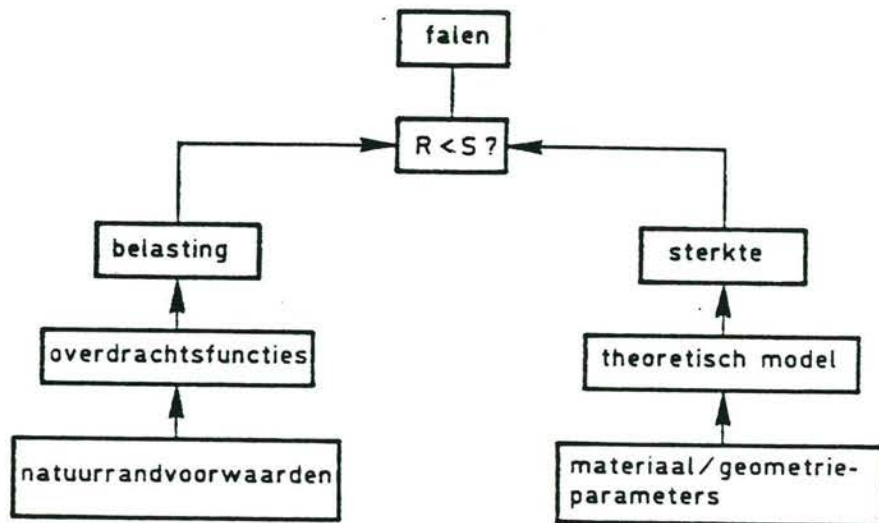 falen
R < S ?
belasting
sterkte
overdrachtsfuncties
theoretisch model
natuurrandvoorwaarden
materiaal/geometrie-
parameters